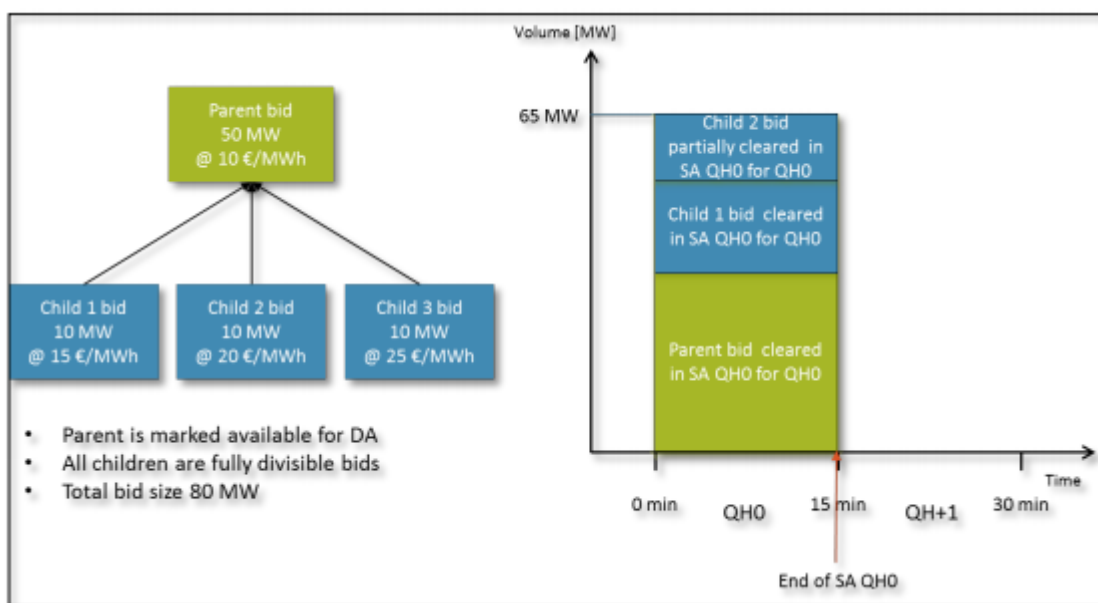 Volume [MW]
Parent bid
50 MW
@ 10 €/MWh
65 MW
Child 2 bid
partially cleared in
SA QH0 for QH0
Child 1 bid cleared
in SA QH0 for QH0
Child 1 bid
10 MW
@ 15 €/MWh
Child 2 bid
10 MW
@ 20 €/MWh
Child 3 bid
10 MW
@ 25 €/MWh
Parent bid cleared
in SA QH0 for QH0
• Parent is marked available for DA
• All children are fully divisible bids
• Total bid size 80 MW
Time
0 min
QH0
15 min
QH+1
30 min
End of SA QH0